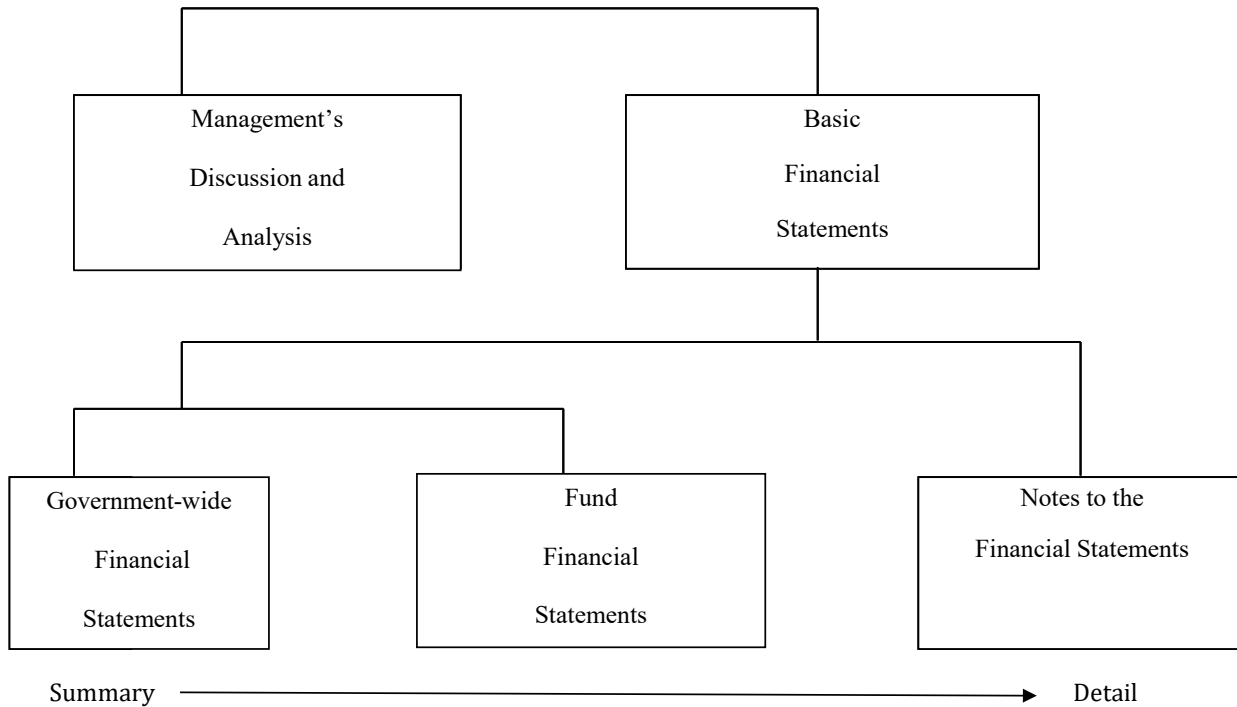 Management’s
Discussion and
Analysis
Basic
Financial
Statements
Government-wide
Financial
Statements
Fund
Financial
Statements
Notes to the
Financial Statements
Summary
Detail